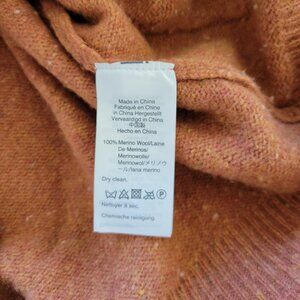 Made in China
Fabriqué en Chine
in China Hergestellt
Vervaardigd in China
中国製
Hecho en China
100% Merino Wool/Laine
De Merinos/
Merinowolle/
Merinowol/メリノウ
ール/lana merino
Dry clean.
P
Nettoyer à sec.
Chemische reinigung.